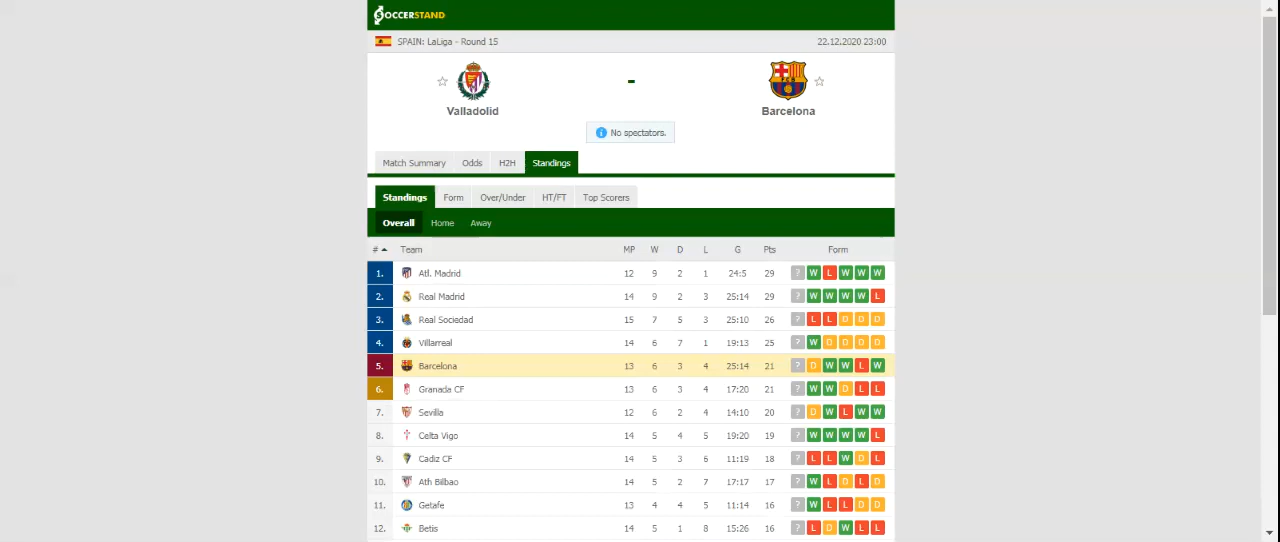 SOCCERSTAND
SPAIN: LaLiga - Round 15 22.12.2020 23:00
-
Valladolid Barcelona
No spectators.
Match Summary Odds H2H Standings
Standings Form Over/Under HT/FT Top Scorers
Overall Home Away
# Team MP W D L G Pts Form
1. Atl. Madrid 12 9 2 1 24:5 29 ? W L W W W
2. Real Madrid 14 9 2 3 25:14 29 ? W W W W L
3. Real Sociedad 15 7 5 3 25:10 26 ? L L D D D
4. Villarreal 14 6 7 1 19:13 25 ? W D D D D
5. Barcelona 13 6 3 4 25:14 21 ? D W W L W
6. Granada CF 13 6 3 4 17:20 21 ? W W D L L
7. Sevilla 12 6 2 4 14:10 20 ? D W L W W
8. Celta Vigo 14 5 4 5 19:20 19 ? W W W W L
9. Cadiz CF 14 5 3 6 11:19 18 ? L L W D L
10. Ath Bilbao 14 5 2 7 17:17 17 ? W L D L D
11. Getafe 13 4 4 5 11:14 16 ? W L L D D
12. Betis 14 5 1 8 15:26 16 ? L D W L L